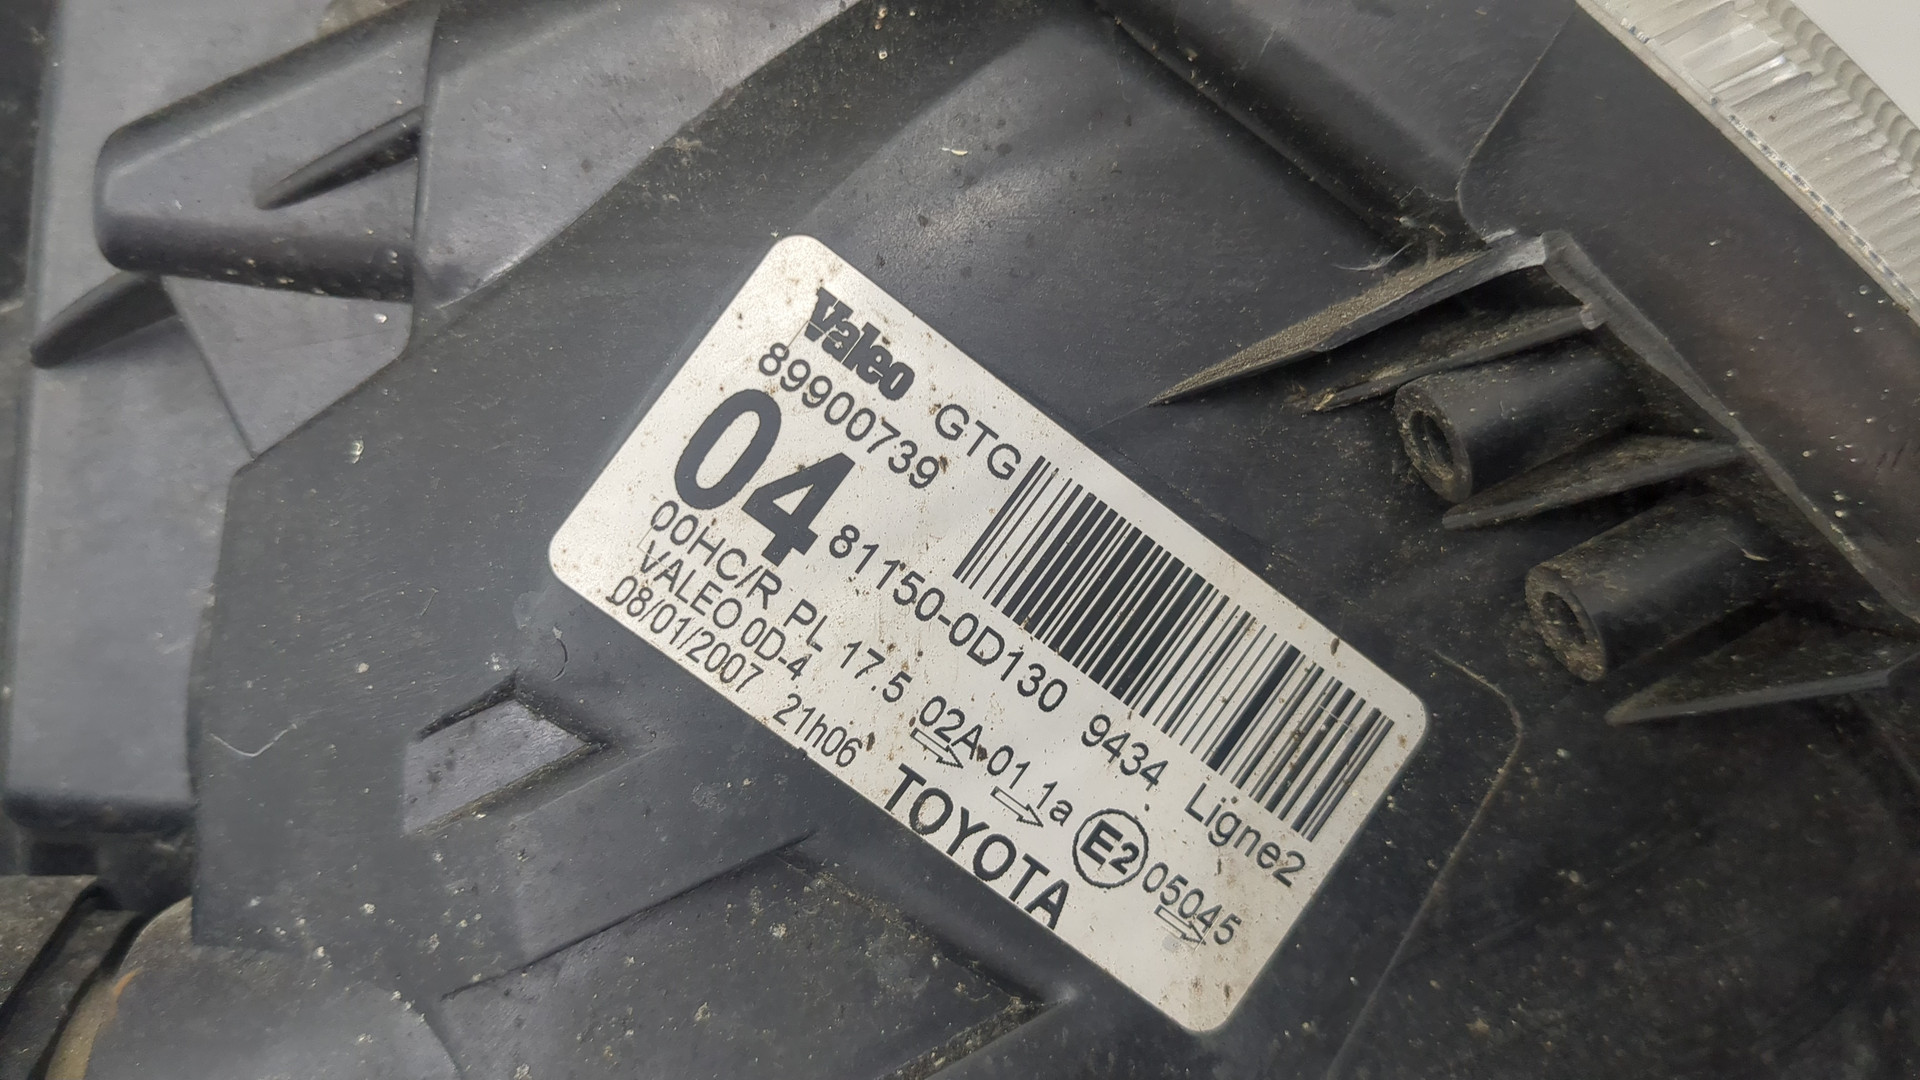 Valeo GTG
89900739
04 81150-0D130 9434 Ligne2
00HC/R PL 17.5 02A 01 1a E2 05045
VALEO 0D-4
08/01/2007 21h06 TOYOTA